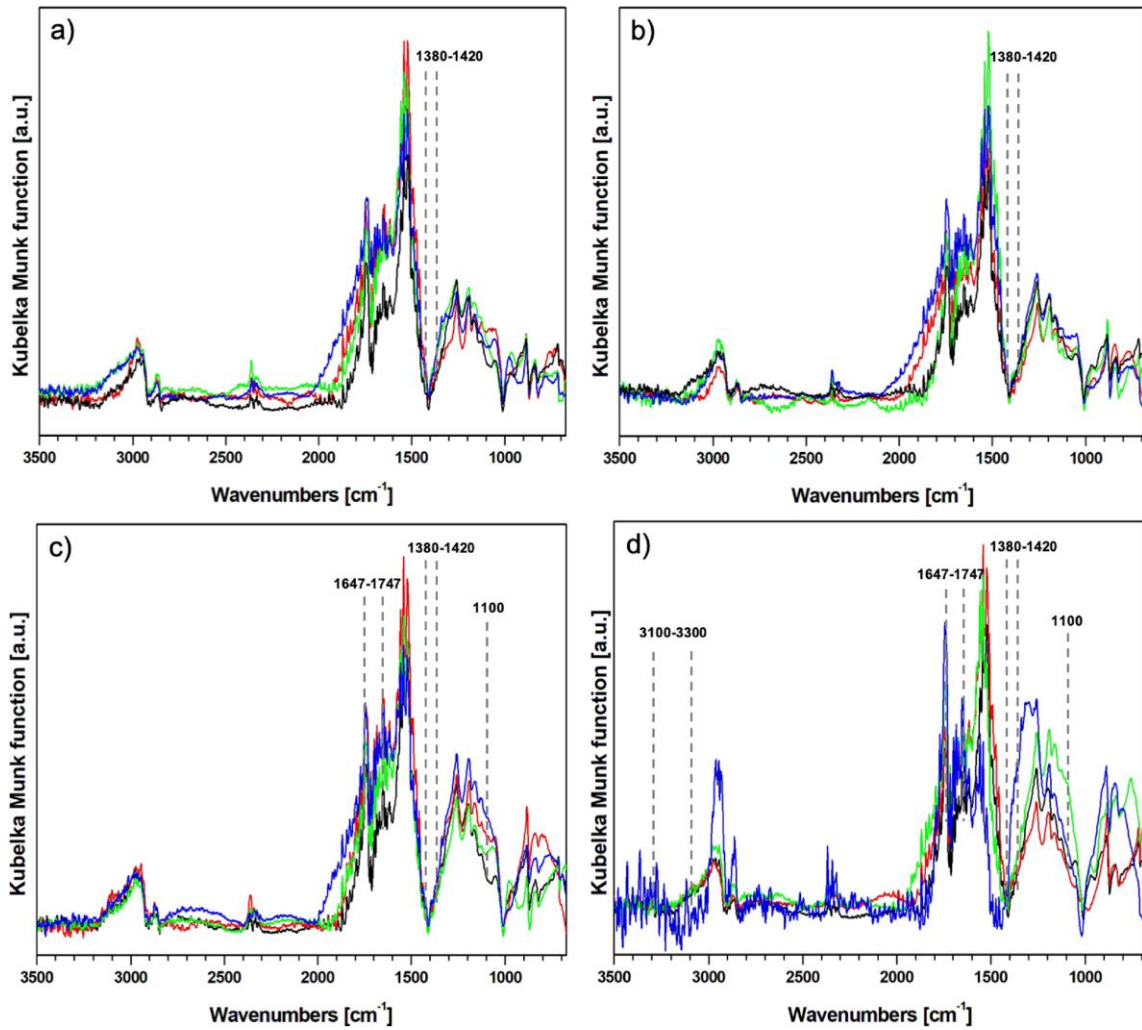 a)
1380-1420
Kubelka Munk function [a.u.]
3500 3000 2500 2000 1500 1000
Wavenumbers [cm-1]
b)
1380-1420
Kubelka Munk function [a.u.]
3500 3000 2500 2000 1500 1000
Wavenumbers [cm-1]
c)
1380-1420
1647-1747
1100
Kubelka Munk function [a.u.]
3500 3000 2500 2000 1500 1000
Wavenumbers [cm-1]
d)
1380-1420
1647-1747
3100-3300
1100
Kubelka Munk function [a.u.]
3500 3000 2500 2000 1500 1000
Wavenumbers [cm-1]